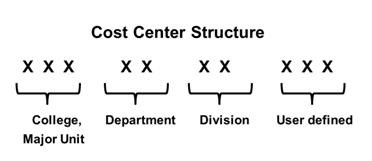 Cost Center Structure
X X X X X X X X X X
College, Department Division User defined
Major Unit